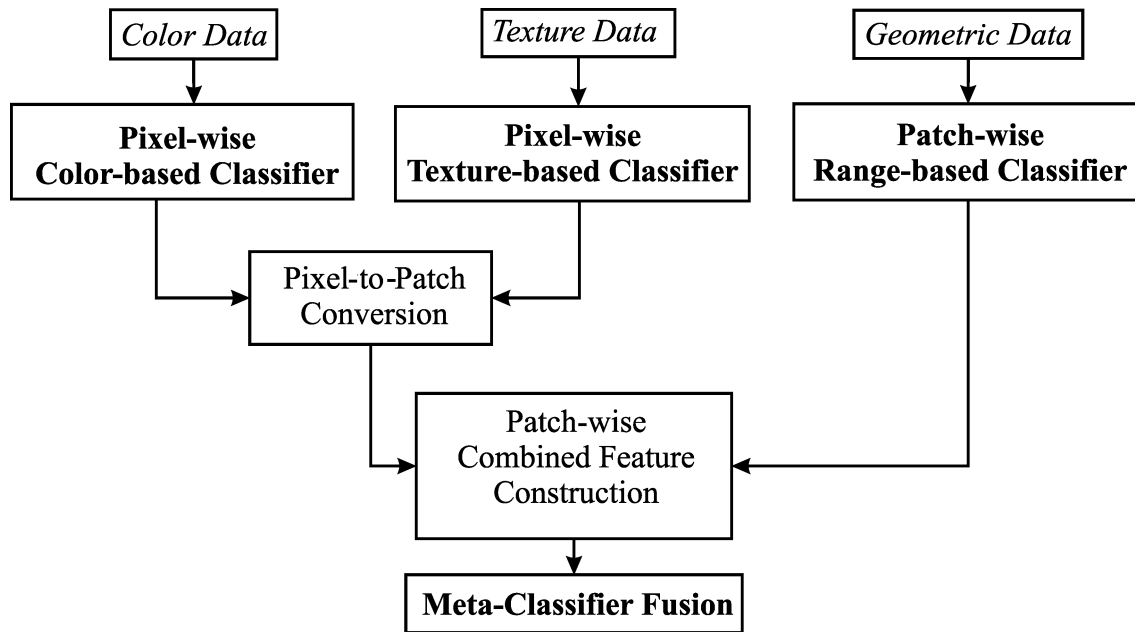 Color Data
Texture Data
Geometric Data
Pixel-wise
Color-based Classifier
Pixel-wise
Texture-based Classifier
Patch-wise
Range-based Classifier
Pixel-to-Patch
Conversion
Patch-wise
Combined Feature
Construction
Meta-Classifier Fusion